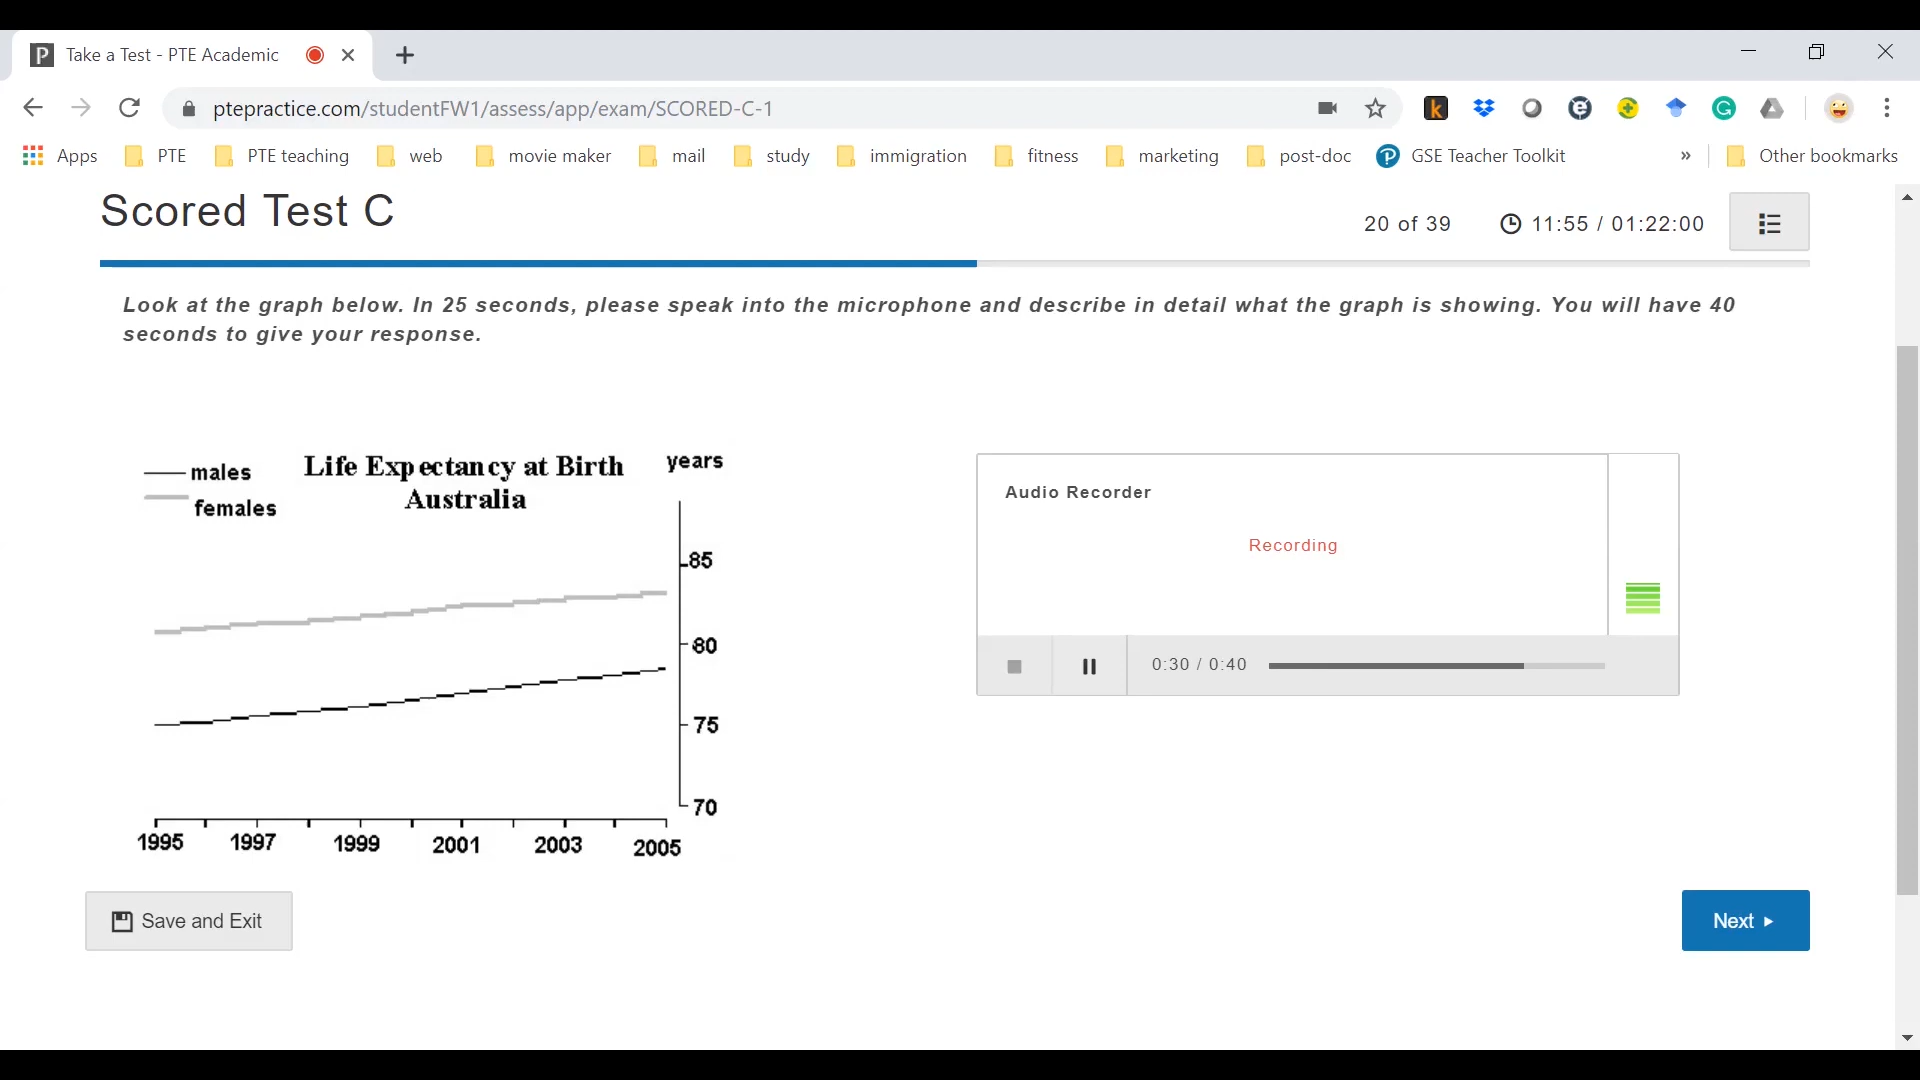 Take a Test - PTE Academic
ptepractice.com/studentFW1/assess/app/exam/SCORED-C-1
Apps PTE PTE teaching web movie maker mail study immigration fitness marketing post-doc GSE Teacher Toolkit » Other bookmarks
Scored Test C
20 of 39 11:55 / 01:22:00
Look at the graph below. In 25 seconds, please speak into the microphone and describe in detail what the graph is showing. You will have 40
seconds to give your response.
males
females
Life Expectancy at Birth
Australia
years
85
80
75
70
1995 1997 1999 2001 2003 2005
Audio Recorder
Recording
0:30 / 0:40
Save and Exit
Next